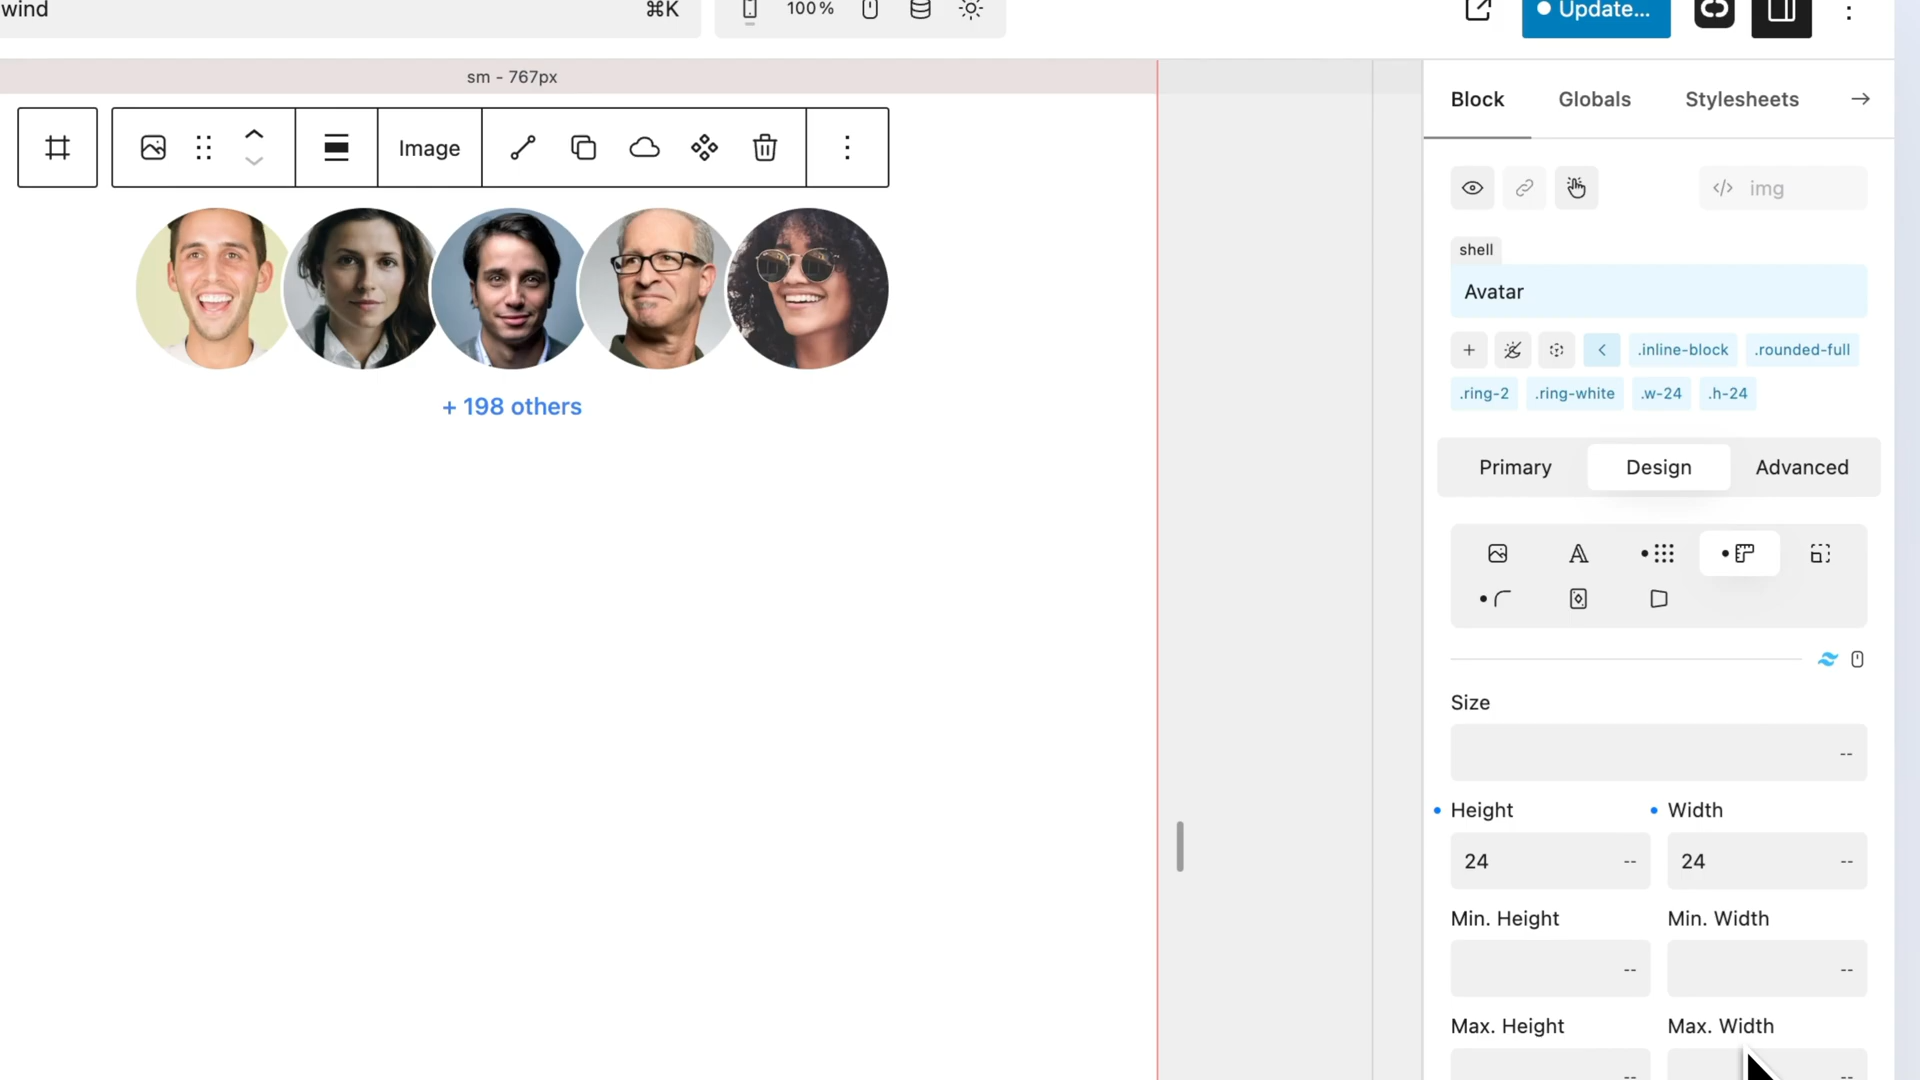 wind
⌘K
100 %
Update...
sm - 767px
Block
Globals
Stylesheets
Image
img
shell
Avatar
.inline-block
.rounded-full
.ring-2
.ring-white
.w-24
.h-24
+ 198 others
Primary
Design
Advanced
Size
--
Height
Width
24 --
24 --
Min. Height
Min. Width
--
--
Max. Height
Max. Width
--
--